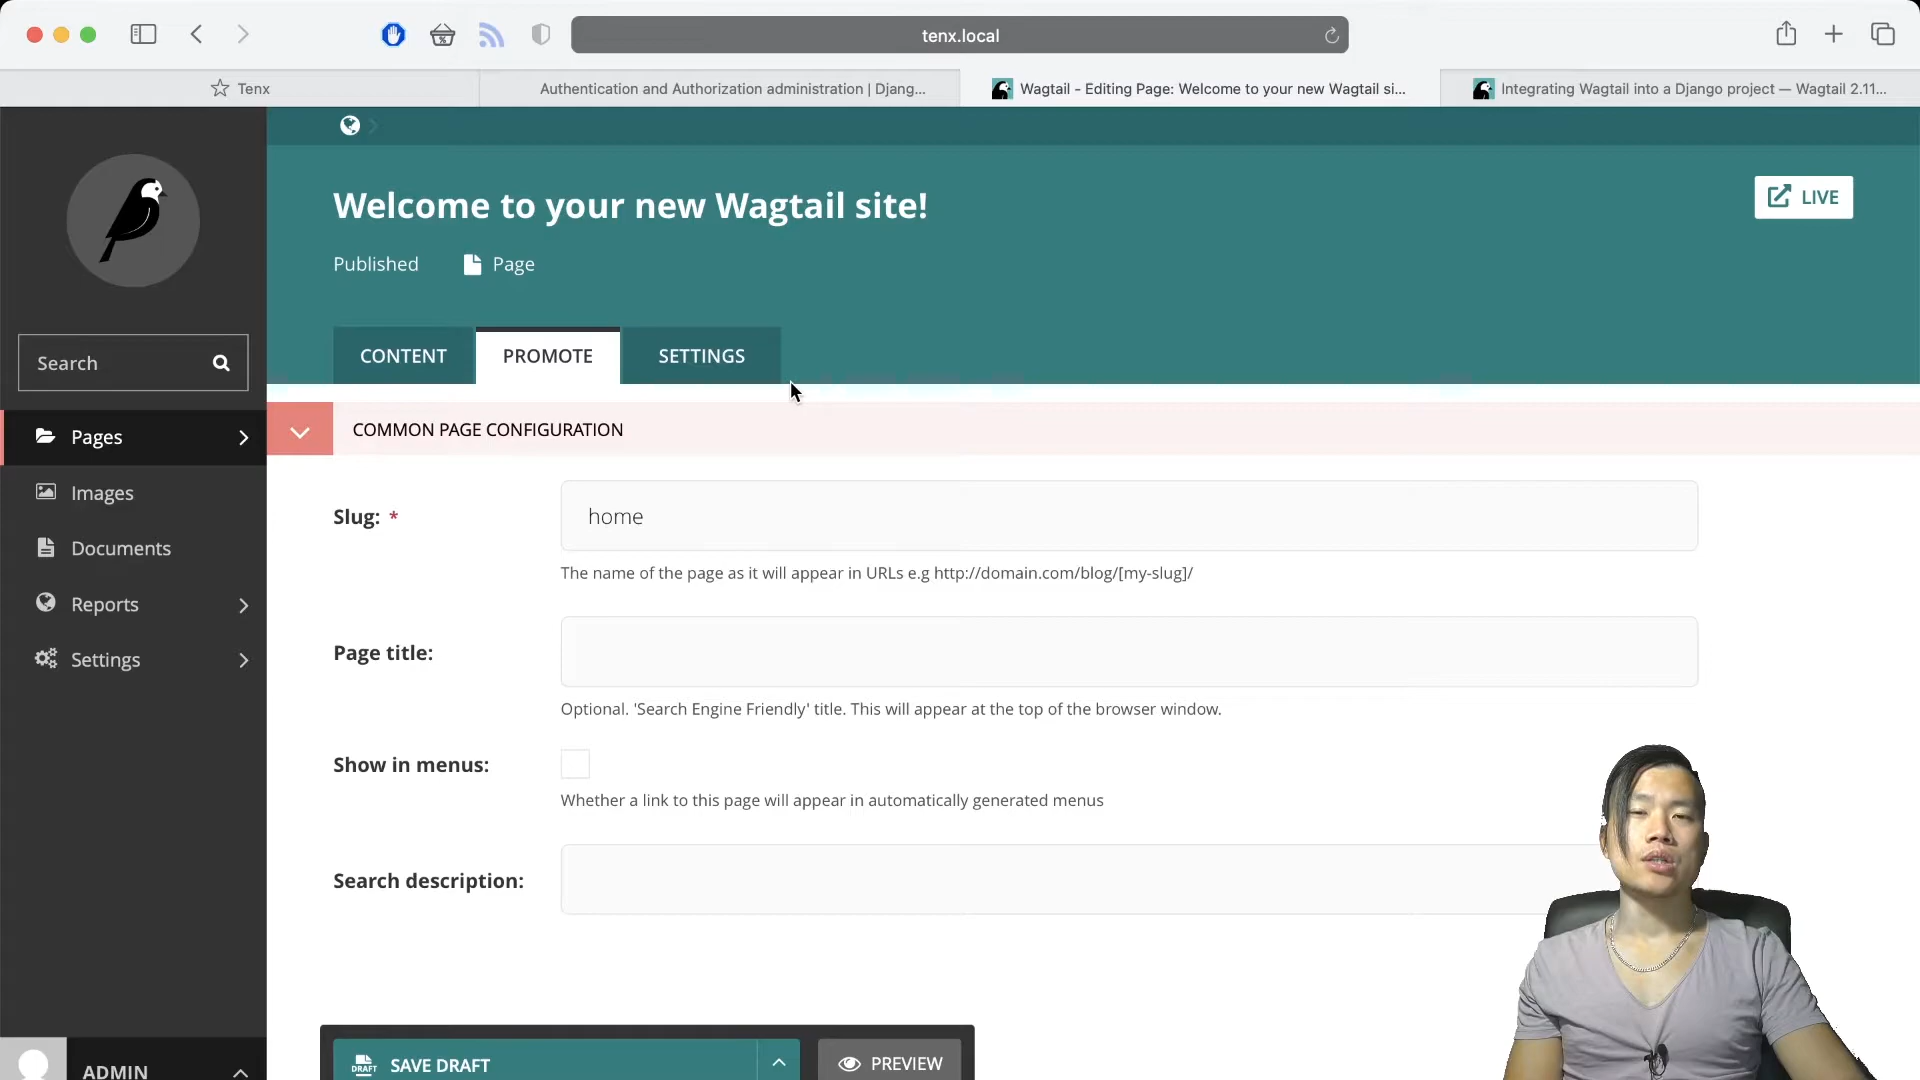 tenx.local
Tenx
Authentication and Authorization administration | Djang...
Wagtail - Editing Page: Welcome to your new Wagtail si...
Integrating Wagtail into a Django project — Wagtail 2.11...
Welcome to your new Wagtail site!
LIVE
Published
Page
CONTENT
PROMOTE
SETTINGS
Search
Pages
Images
Documents
Reports
Settings
ADMIN
COMMON PAGE CONFIGURATION
Slug: *
home
The name of the page as it will appear in URLs e.g http://domain.com/blog/[my-slug]/
Page title:
Optional. 'Search Engine Friendly' title. This will appear at the top of the browser window.
Show in menus:
Whether a link to this page will appear in automatically generated menus
Search description:
DRAFT
SAVE DRAFT
PREVIEW